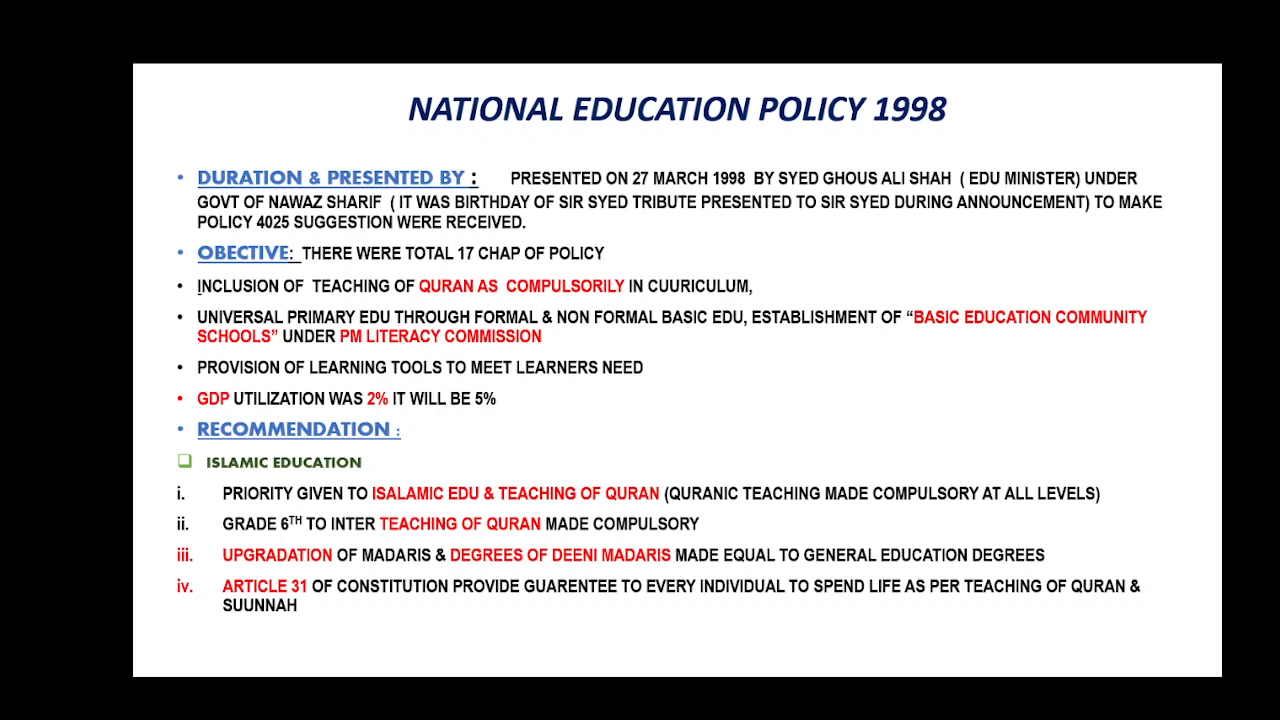 NATIONAL EDUCATION POLICY 1998
• DURATION & PRESENTED BY : PRESENTED ON 27 MARCH 1998 BY SYED GHOUS ALI SHAH ( EDU MINISTER) UNDER
GOVT OF NAWAZ SHARIF ( IT WAS BIRTHDAY OF SIR SYED TRIBUTE PRESENTED TO SIR SYED DURING ANNOUNCEMENT) TO MAKE
POLICY 4025 SUGGESTION WERE RECEIVED.
• OBECTIVE: THERE WERE TOTAL 17 CHAP OF POLICY
• INCLUSION OF TEACHING OF QURAN AS COMPULSORILY IN CUURICULUM,
• UNIVERSAL PRIMARY EDU THROUGH FORMAL & NON FORMAL BASIC EDU, ESTABLISHMENT OF “BASIC EDUCATION COMMUNITY
SCHOOLS” UNDER PM LITERACY COMMISSION
• PROVISION OF LEARNING TOOLS TO MEET LEARNERS NEED
• GDP UTILIZATION WAS 2% IT WILL BE 5%
• RECOMMENDATION :
❑ ISLAMIC EDUCATION
i. PRIORITY GIVEN TO ISALAMIC EDU & TEACHING OF QURAN (QURANIC TEACHING MADE COMPULSORY AT ALL LEVELS)
ii. GRADE 6TH TO INTER TEACHING OF QURAN MADE COMPULSORY
iii. UPGRADATION OF MADARIS & DEGREES OF DEENI MADARIS MADE EQUAL TO GENERAL EDUCATION DEGREES
iv. ARTICLE 31 OF CONSTITUTION PROVIDE GUARENTEE TO EVERY INDIVIDUAL TO SPEND LIFE AS PER TEACHING OF QURAN &
SUUNNAH